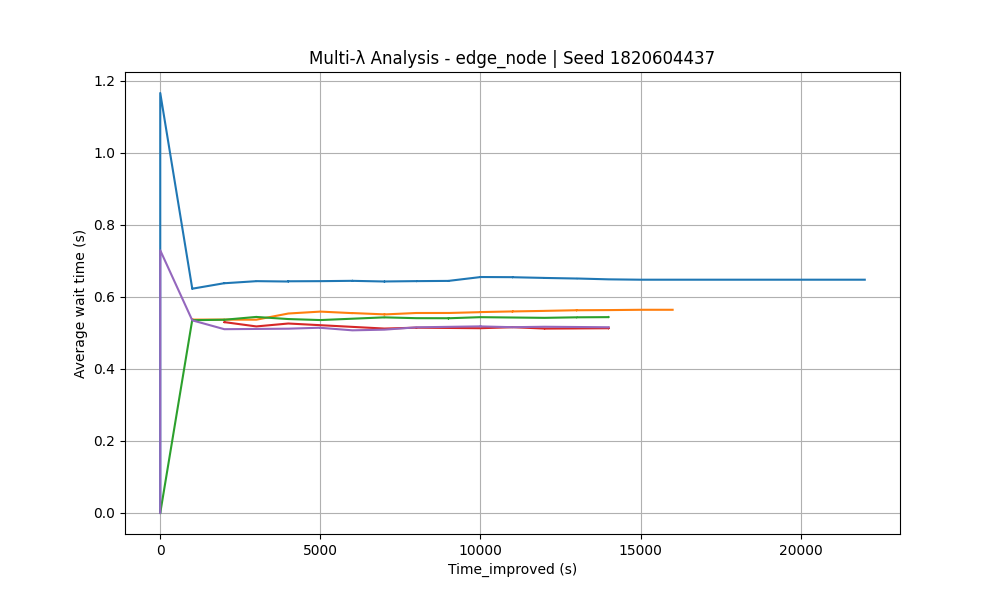 Multi-λ Analysis - edge_node | Seed 1820604437
1.2
1.0
0.8
0.6
0.4
0.2
0.0
Average wait time (s)
0 5000 10000 15000 20000
Time_improved (s)